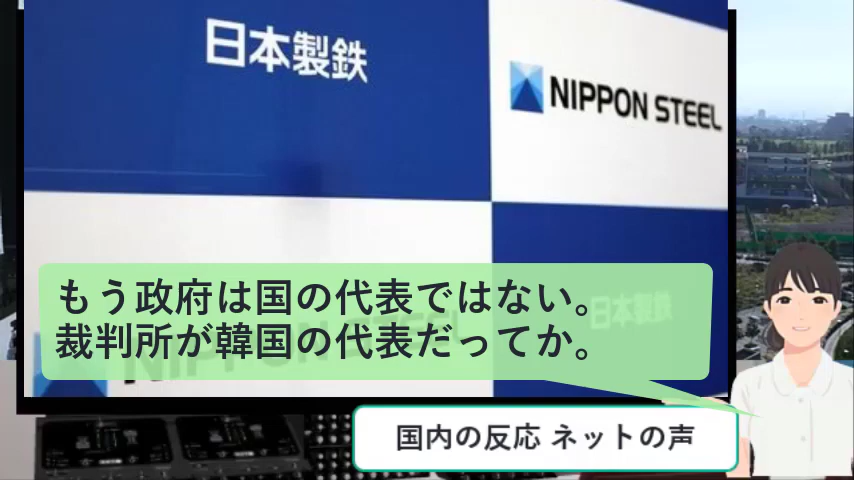 日本製鉄
NIPPON STEEL
もう政府は国の代表ではない。
裁判所が韓国の代表だってか。
日本製鉄
NIPPON STEEL
国内の反応 ネットの声